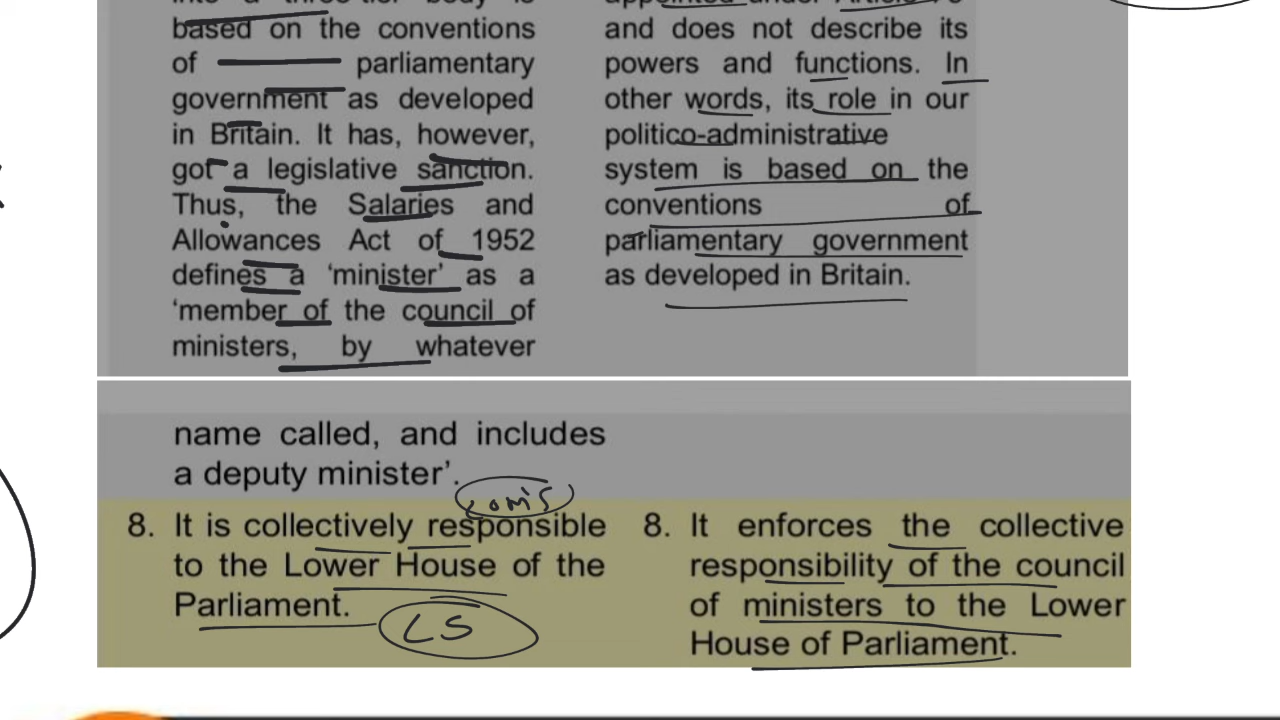 based on the conventions
of parliamentary
government as developed
in Britain. It has, however,
got a legislative sanction.
Thus, the Salaries and
Allowances Act of 1952
defines a ‘minister’ as a
‘member of the council of
ministers, by whatever
name called, and includes
a deputy minister’.
8. It is collectively responsible
to the Lower House of the
Parliament.
LS
and does not describe its
powers and functions. In
other words, its role in our
politico-administrative
system is based on the
conventions of
parliamentary government
as developed in Britain.
8. It enforces the collective
responsibility of the council
of ministers to the Lower
House of Parliament.